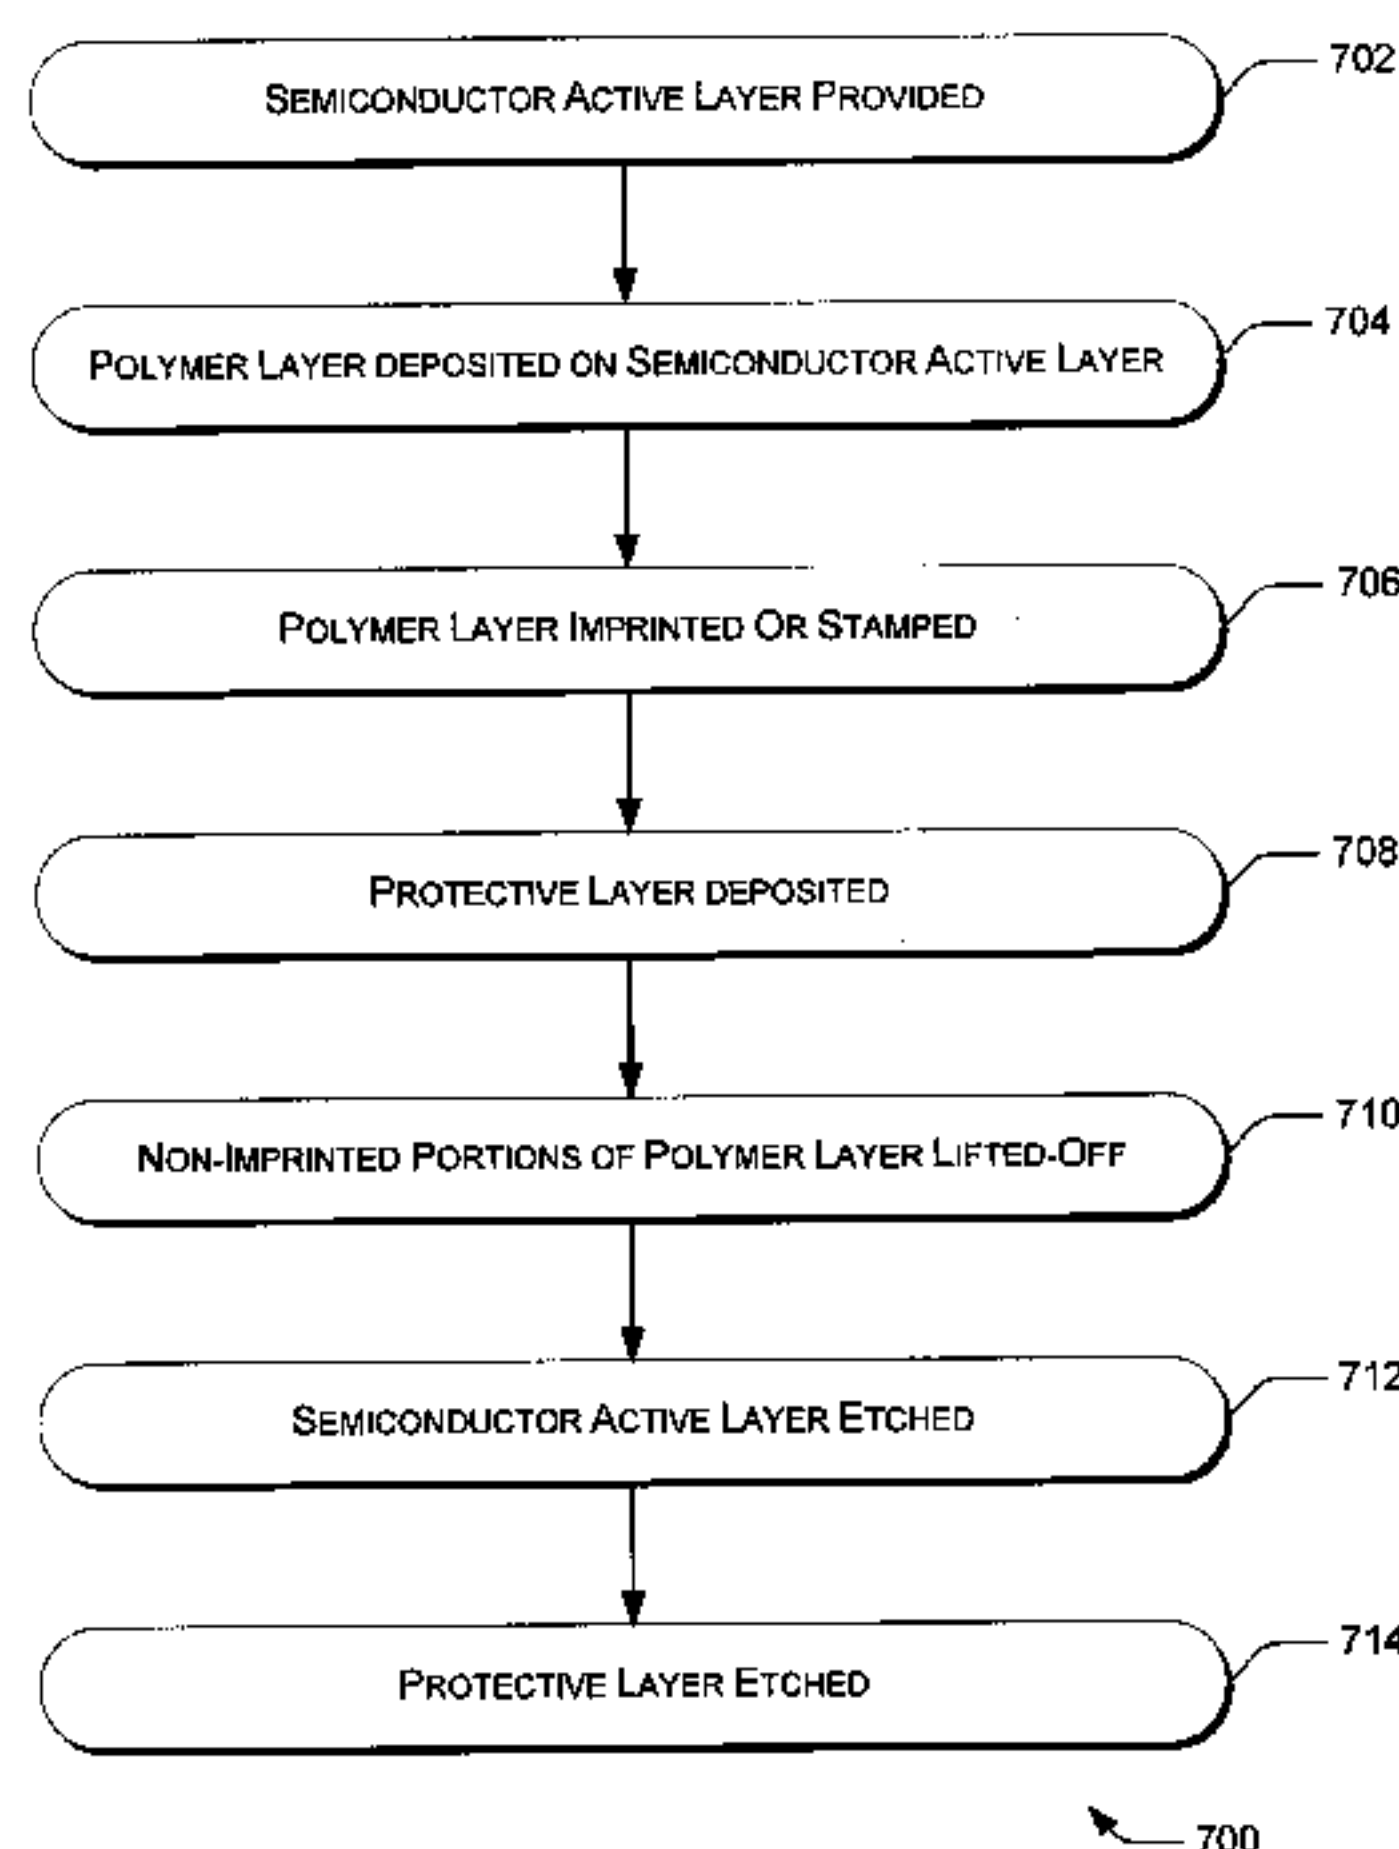 SEMICONDUCTOR ACTIVE LAYER PROVIDED
702
POLYMER LAYER DEPOSITED ON SEMICONDUCTOR ACTIVE LAYER
704
POLYMER LAYER IMPRINTED OR STAMPED
706
PROTECTIVE LAYER DEPOSITED
708
NON-IMPRINTED PORTIONS OF POLYMER LAYER LIFTED-OFF
710
SEMICONDUCTOR ACTIVE LAYER ETCHED
712
PROTECTIVE LAYER ETCHED
714
700